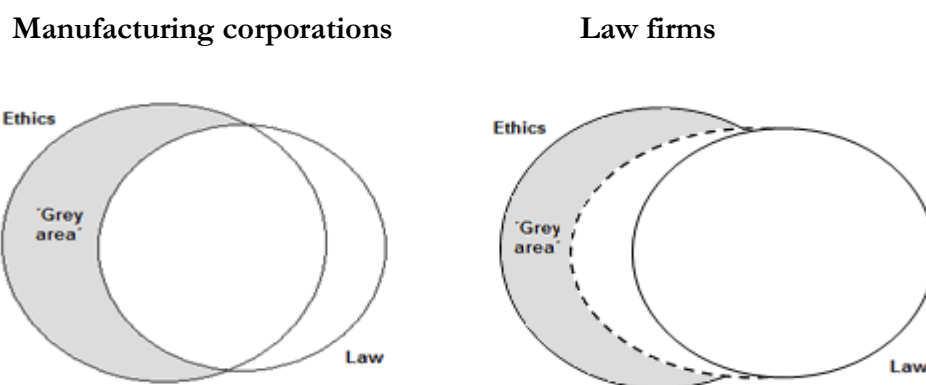 Manufacturing corporations
Law firms
Ethics
´Grey
area´
Law
Ethics
´Grey
area´
Law